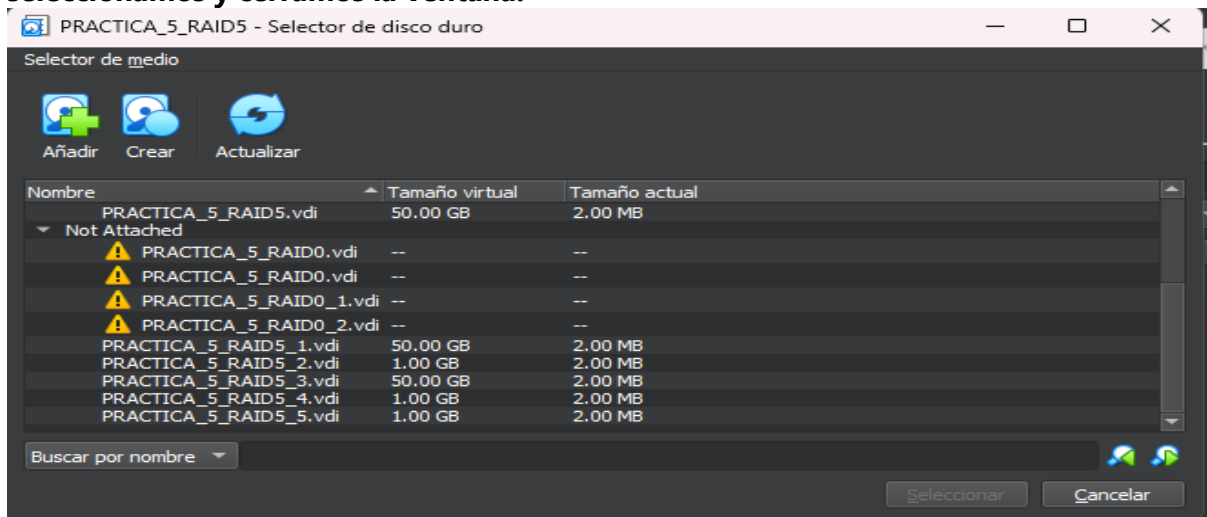 seleccionamos y cerramos la ventana.
PRACTICA_5_RAID5 - Selector de disco duro
Selector de medio
Añadir Crear Actualizar
Nombre Tamaño virtual Tamaño actual
PRACTICA_5_RAID5.vdi 50.00 GB 2.00 MB
Not Attached
PRACTICA_5_RAID0.vdi -- --
PRACTICA_5_RAID0.vdi -- --
PRACTICA_5_RAID0_1.vdi -- --
PRACTICA_5_RAID0_2.vdi -- --
PRACTICA_5_RAID5_1.vdi 50.00 GB 2.00 MB
PRACTICA_5_RAID5_2.vdi 1.00 GB 2.00 MB
PRACTICA_5_RAID5_3.vdi 50.00 GB 2.00 MB
PRACTICA_5_RAID5_4.vdi 1.00 GB 2.00 MB
PRACTICA_5_RAID5_5.vdi 1.00 GB 2.00 MB
Buscar por nombre
Seleccionar Cancelar